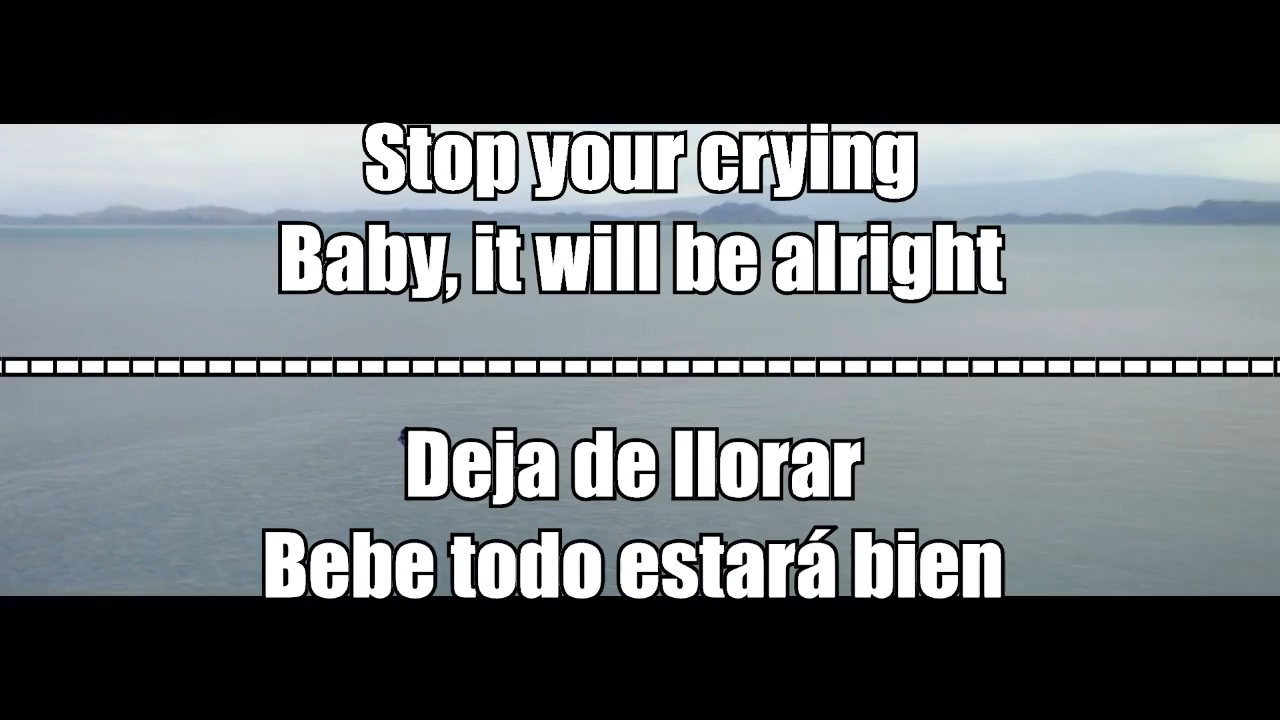 Stop your crying
Baby, it will be alright
Deja de llorar
Bebe todo estará bien